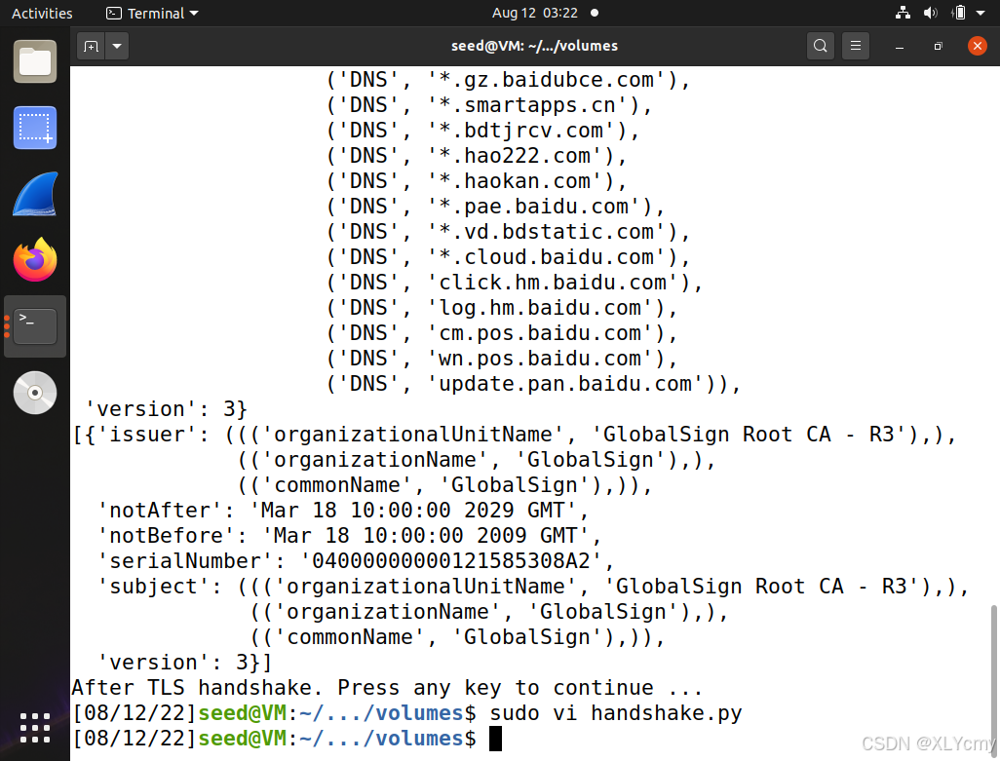 Activities
Terminal
Aug 12 03:22
seed@VM: ~/.../volumes
('DNS', '*.gz.baidubce.com'),
('DNS', '*.smartapps.cn'),
('DNS', '*.bdtjrcv.com'),
('DNS', '*.hao222.com'),
('DNS', '*.haokan.com'),
('DNS', '*.pae.baidu.com'),
('DNS', '*.vd.bdstatic.com'),
('DNS', '*.cloud.baidu.com'),
('DNS', 'click.hm.baidu.com'),
('DNS', 'log.hm.baidu.com'),
('DNS', 'cm.pos.baidu.com'),
('DNS', 'wn.pos.baidu.com'),
('DNS', 'update.pan.baidu.com')),
'version': 3}
[{'issuer': ((('organizationalUnitName', 'GlobalSign Root CA - R3'),),
(('organizationName', 'GlobalSign'),),
(('commonName', 'GlobalSign'),)),
'notAfter': 'Mar 18 10:00:00 2029 GMT',
'notBefore': 'Mar 18 10:00:00 2009 GMT',
'serialNumber': '04000000000121585308A2',
'subject': ((('organizationalUnitName', 'GlobalSign Root CA - R3'),),
(('organizationName', 'GlobalSign'),),
(('commonName', 'GlobalSign'),)),
'version': 3}]
After TLS handshake. Press any key to continue ...
[08/12/22]seed@VM:~/.../volumes$ sudo vi handshake.py
[08/12/22]seed@VM:~/.../volumes$
CSDN @XLYcmy